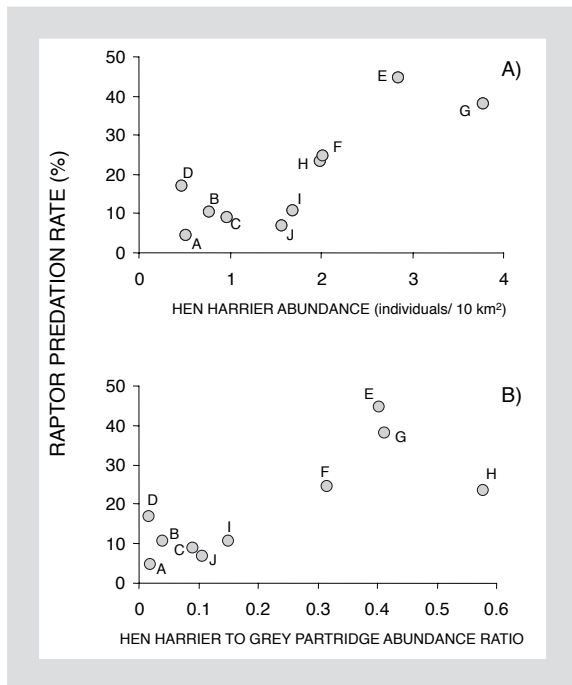 A)
50
40
30
20
10
0
E
G
F
H
D
B
I
C
J
A
0 1 2 3 4
HEN HARRIER ABUNDANCE (individuals/ 10 km²)
RAPTOR PREDATION RATE (%)
B)
50
40
30
20
10
0
E
G
F
H
D
B
I
C
J
A
0 0.1 0.2 0.3 0.4 0.5 0.6
HEN HARRIER TO GREY PARTRIDGE ABUNDANCE RATIO